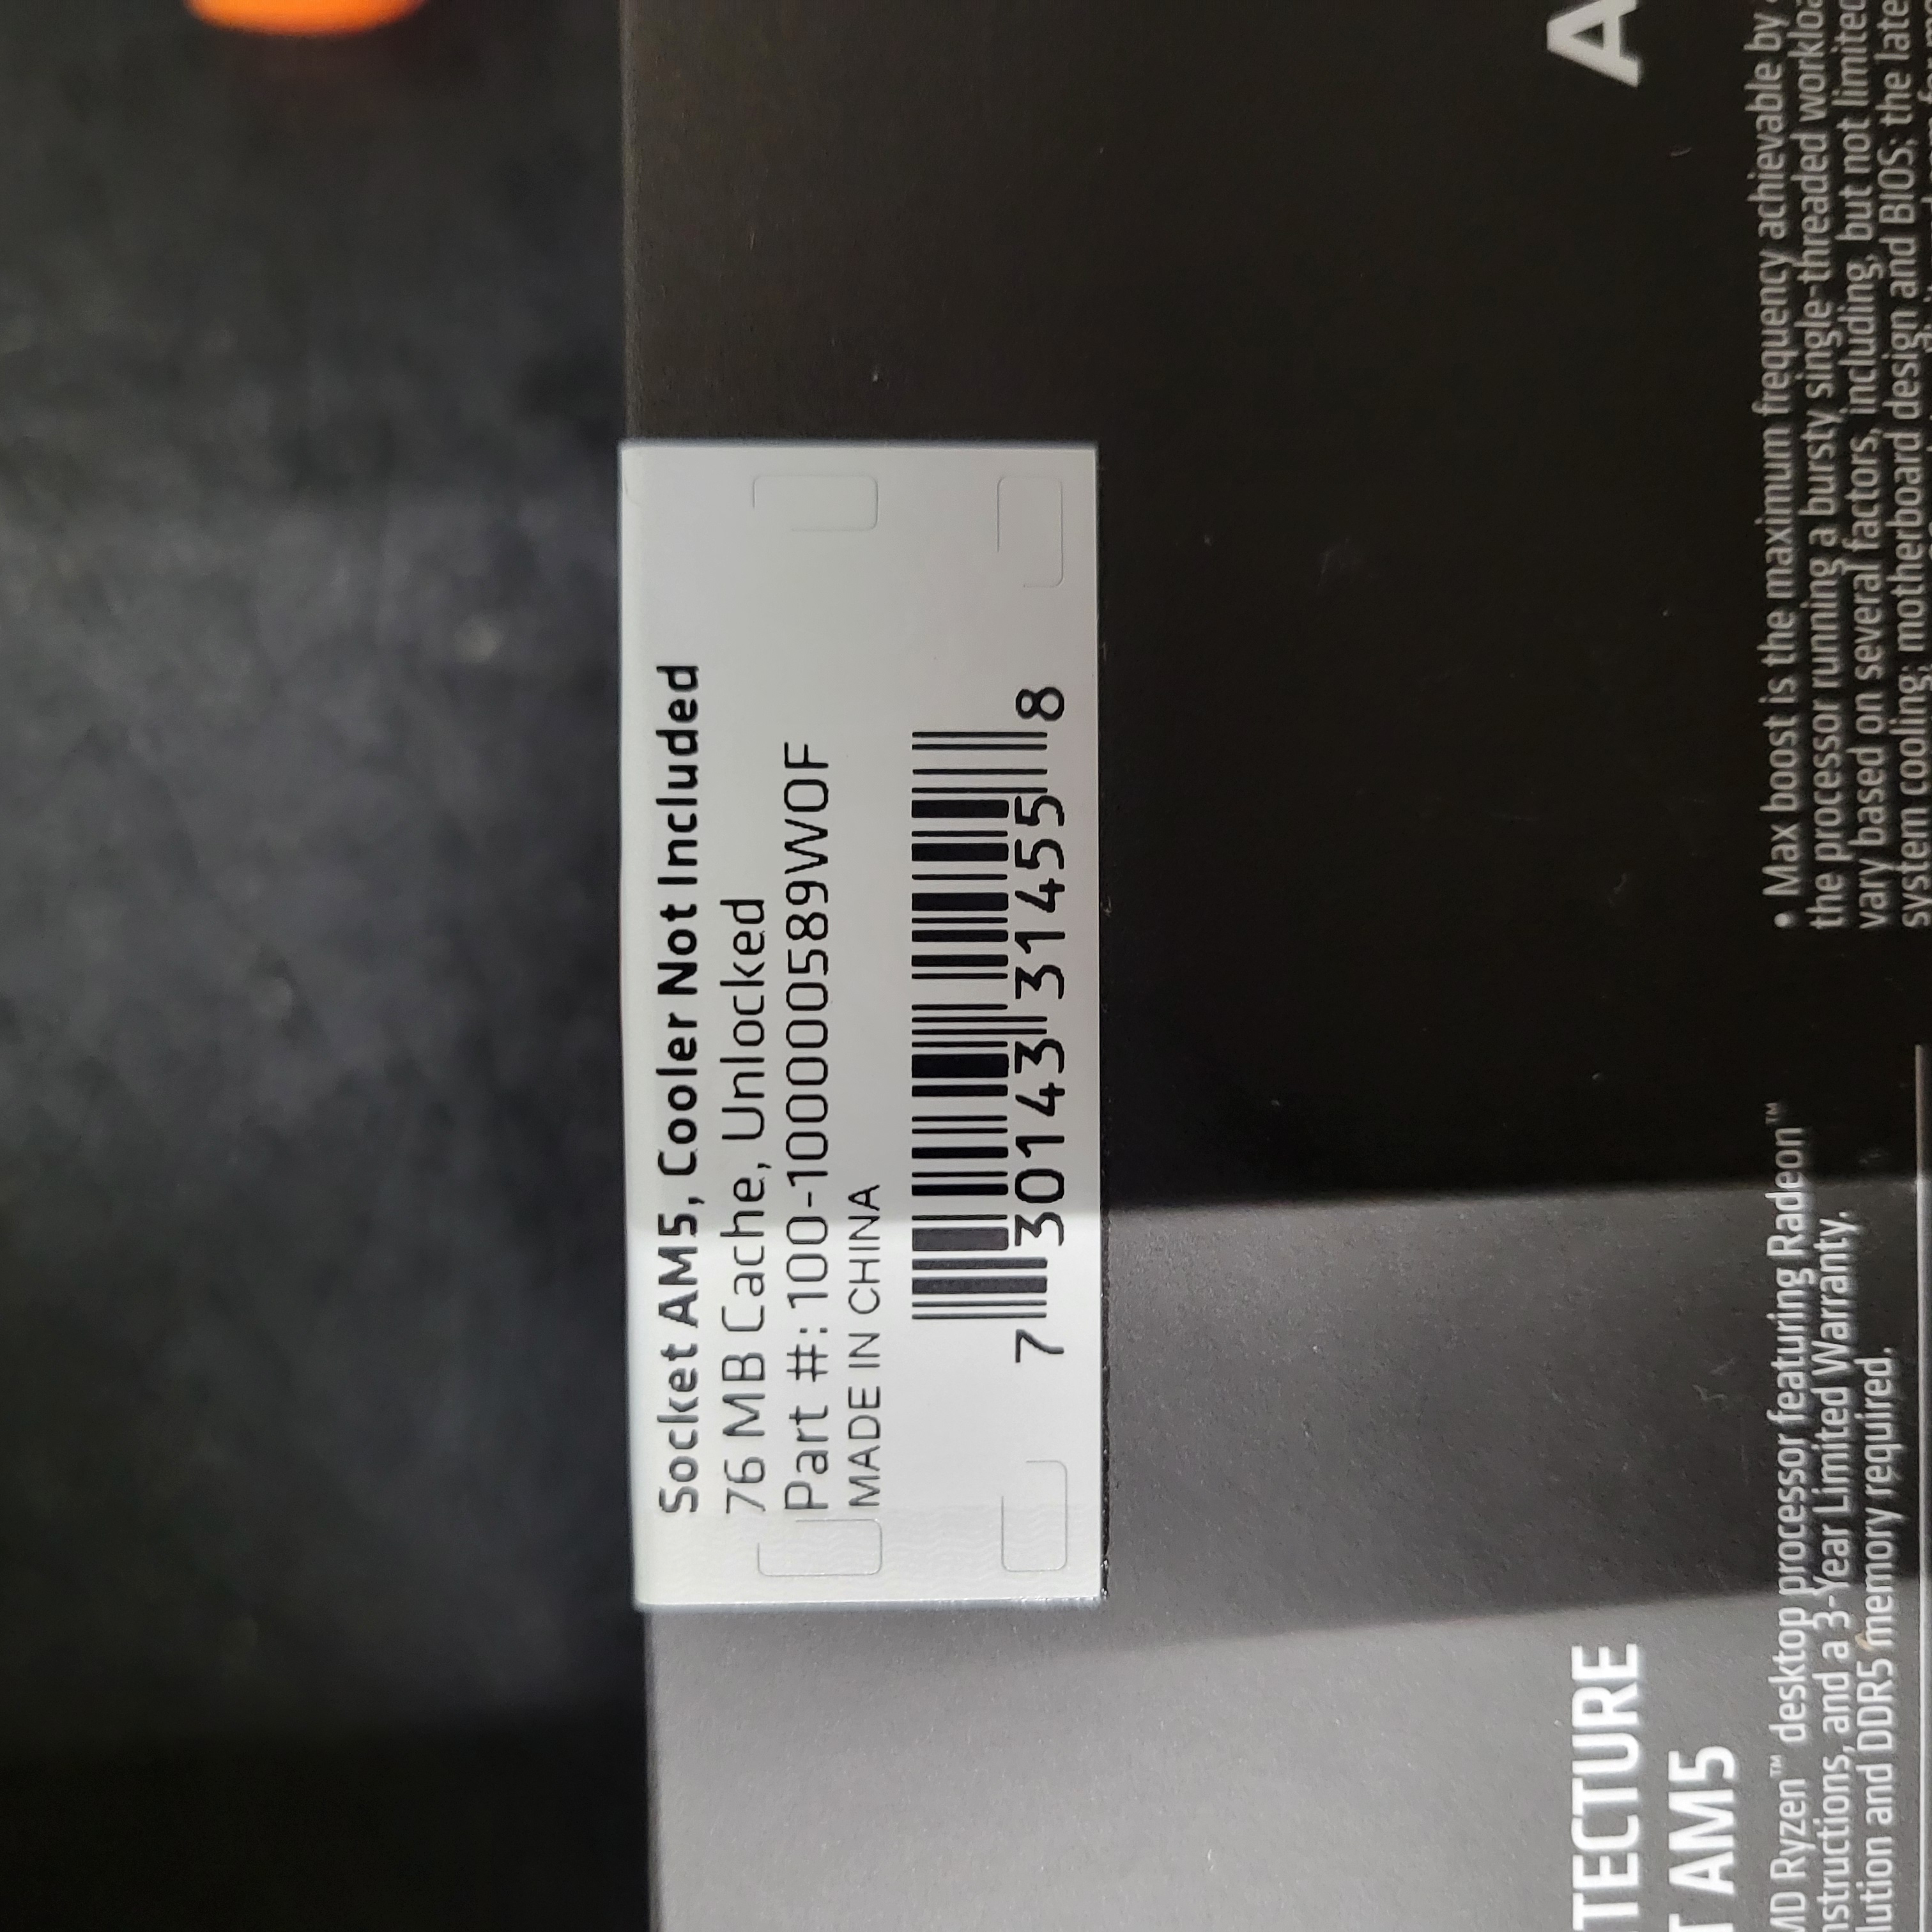 Socket AM5, Cooler Not Included
76 MB Cache, Unlocked
Part #: 100-100000589WOF
MADE IN CHINA
7 30143 31455 8
A
TECTURE
T AM5
MD Ryzen™ desktop processor featuring Radeon™
nstructions, and a 3-Year Limited Warranty.
lution and DDR5 memory required.
• Max boost is the maximum frequency achievable by
the processor running a bursty single-threaded workloa
vary based on several factors, including, but not limited
system cooling; motherboard design and BIOS; the late